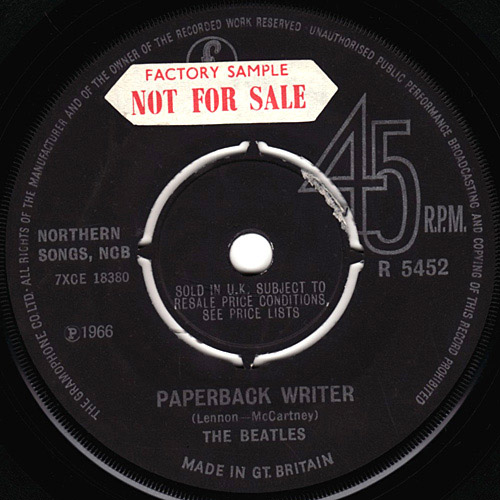 THE GRAMOPHONE CO LTD · ALL RIGHTS OF THE MANUFACTURER AND OF THE OWNER OF THE RECORDED WORK RESERVED · UNAUTHORISED PUBLIC PERFORMANCE BROADCASTING AND COPYING OF THIS RECORD PROHIBITED
FACTORY SAMPLE
NOT FOR SALE
45
R.P.M.
NORTHERN
SONGS, NCB
7XCE 18380
R 5452
SOLD IN U.K. SUBJECT TO
RESALE PRICE CONDITIONS,
SEE PRICE LISTS
℗1966
PAPERBACK WRITER
(Lennon—McCartney)
THE BEATLES
MADE IN GT. BRITAIN